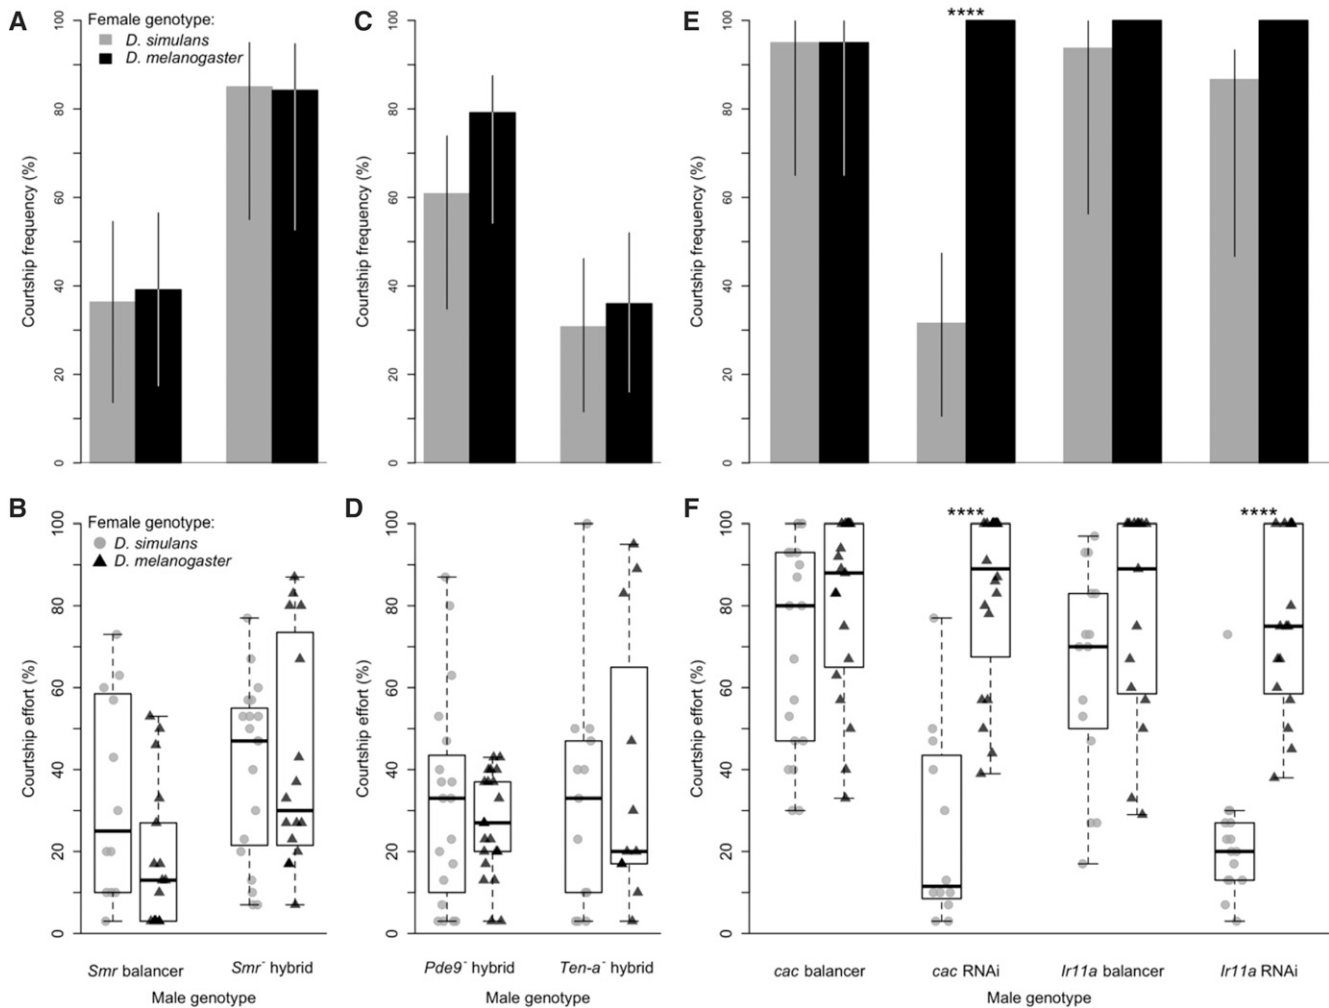 A
Female genotype:
D. simulans
D. melanogaster
Courtship frequency (%)
100
80
60
40
20
0
C
Courtship frequency (%)
100
80
60
40
20
0
E
Courtship frequency (%)
100
80
60
40
20
0
****
B
Female genotype:
D. simulans
D. melanogaster
Courtship effort (%)
100
80
60
40
20
0
Smr balancer
Smr- hybrid
Male genotype
D
Courtship effort (%)
100
80
60
40
20
0
Pde9- hybrid
Ten-a- hybrid
Male genotype
F
Courtship effort (%)
100
80
60
40
20
0
****
****
cac balancer
cac RNAi
Ir11a balancer
Ir11a RNAi
Male genotype